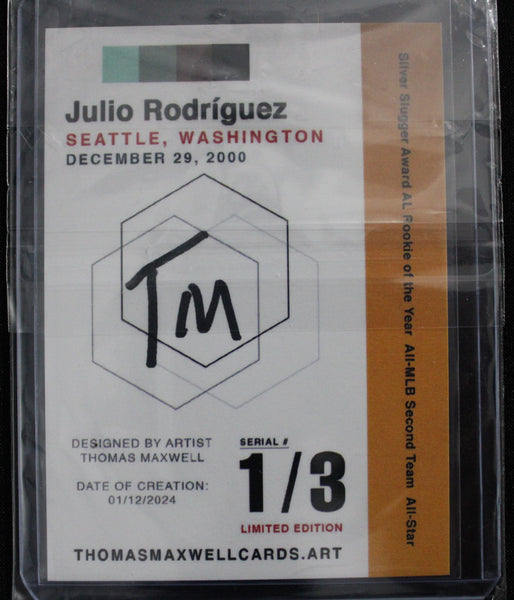 Julio Rodríguez
SEATTLE, WASHINGTON
DECEMBER 29, 2000
TM
DESIGNED BY ARTIST
THOMAS MAXWELL
DATE OF CREATION:
01/12/2024
SERIAL #
1/3
LIMITED EDITION
THOMASMAXWELLCARDS.ART
Silver Slugger Award AL Rookie of the Year All-MLB Second Team All-Star